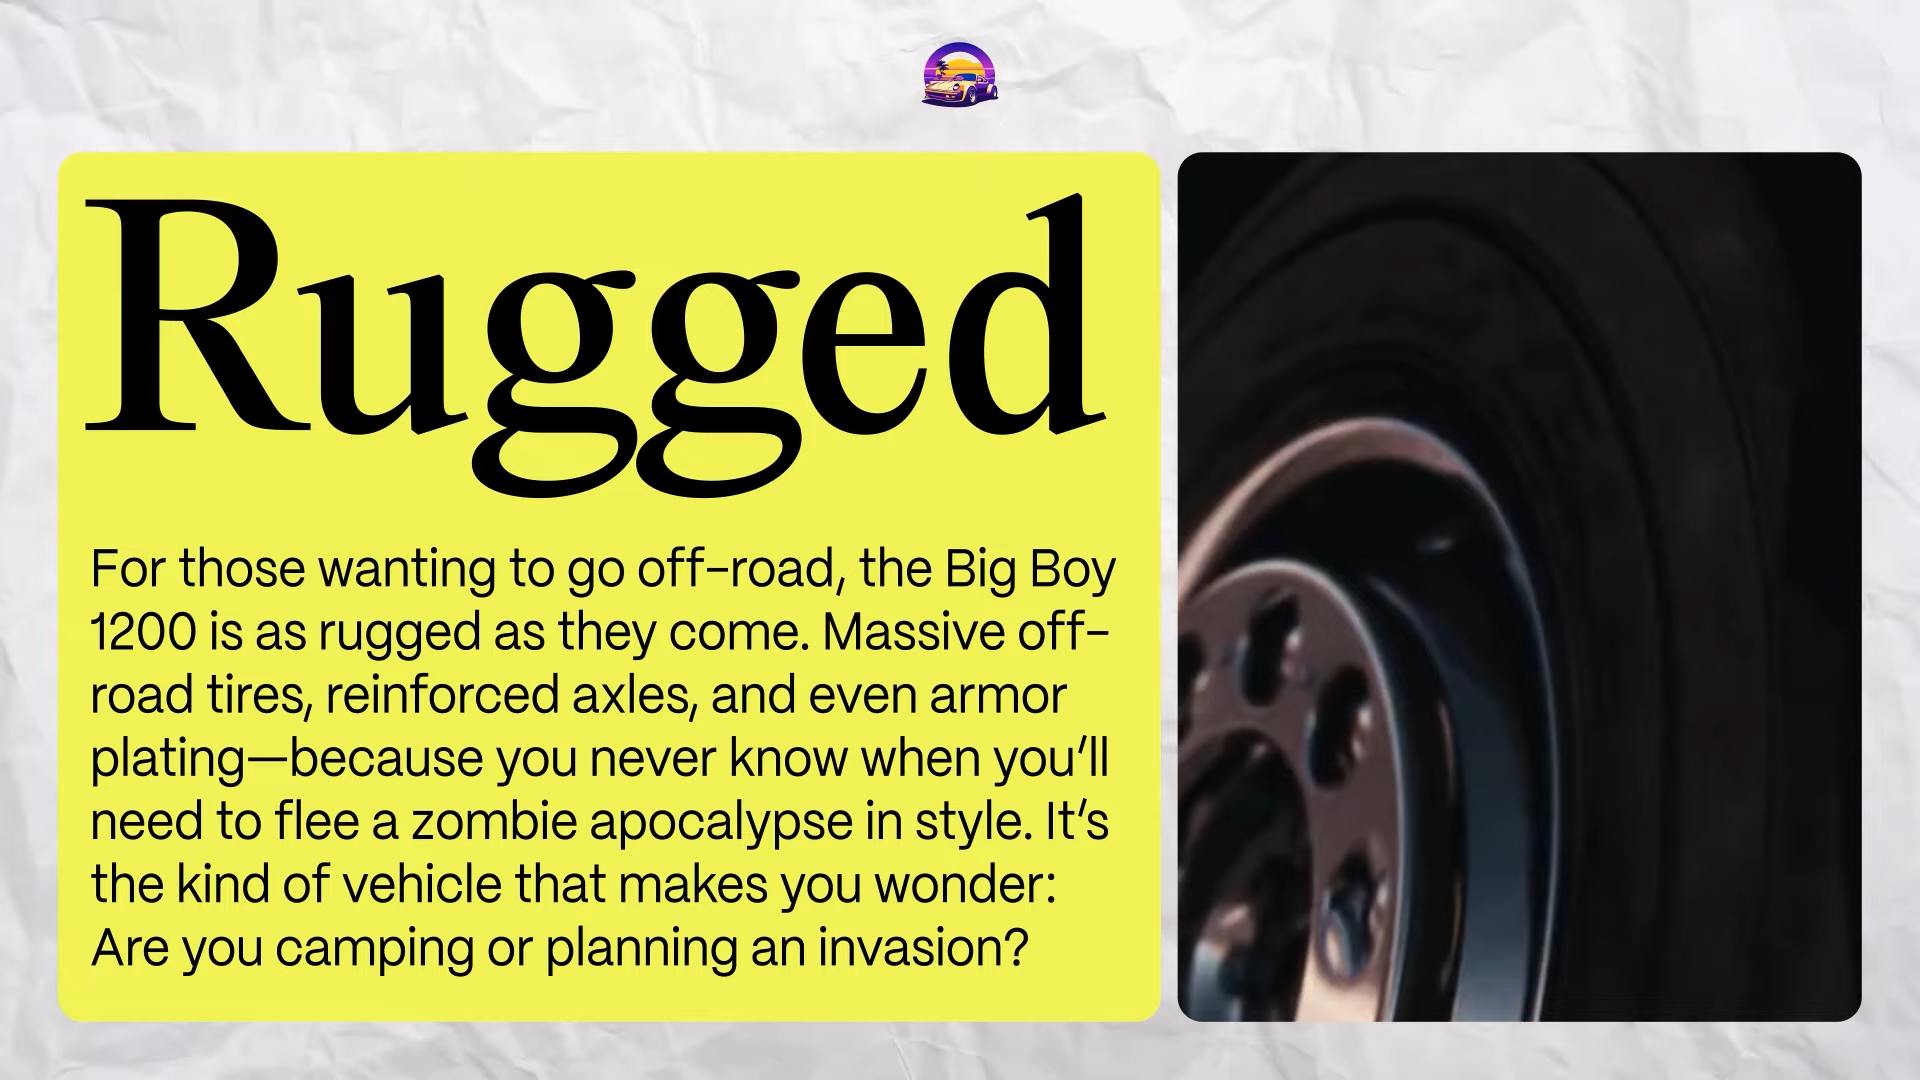 Rugged
For those wanting to go off-road, the Big Boy
1200 is as rugged as they come. Massive off-
road tires, reinforced axles, and even armor
plating—because you never know when you’ll
need to flee a zombie apocalypse in style. It’s
the kind of vehicle that makes you wonder:
Are you camping or planning an invasion?